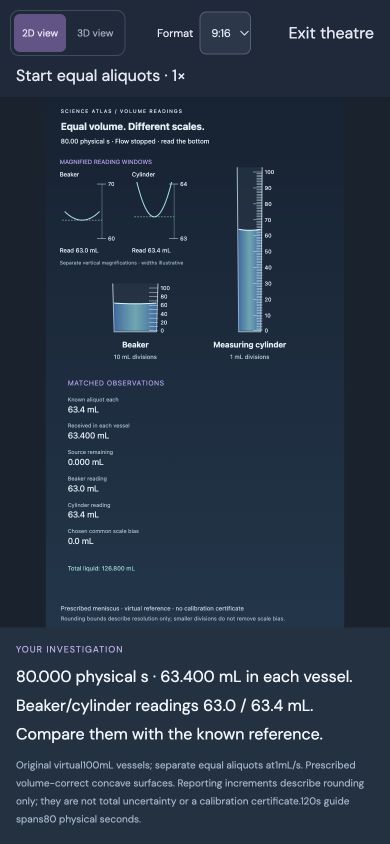 2D view
3D view
Format
9:16
Exit theatre
Start equal aliquots · 1×
SCIENCE ATLAS / VOLUME READINGS
Equal volume. Different scales.
80.00 physical s · Flow stopped · read the bottom
MAGNIFIED READING WINDOWS
Beaker
Cylinder
70
60
64
63
Read 63.0 mL
Read 63.4 mL
Separate vertical magnifications · widths illustrative
100
80
60
40
20
0
100
90
80
70
60
50
40
30
20
10
0
Beaker
10 mL divisions
Measuring cylinder
1 mL divisions
MATCHED OBSERVATIONS
Known aliquot each
63.4 mL
Received in each vessel
63.400 mL
Source remaining
0.000 mL
Beaker reading
63.0 mL
Cylinder reading
63.4 mL
Chosen common scale bias
0.0 mL
Total liquid: 126.800 mL
Prescribed meniscus · virtual reference · no calibration certificate
Rounding bounds describe resolution only; smaller divisions do not remove scale bias.
YOUR INVESTIGATION
80.000 physical s · 63.400 mL in each vessel.
Beaker/cylinder readings 63.0 / 63.4 mL.
Compare them with the known reference.
Original virtual100mL vessels; separate equal aliquots at1mL/s. Prescribed
volume-correct concave surfaces. Reporting increments describe rounding
only; they are not total uncertainty or a calibration certificate.120s guide
spans80 physical seconds.